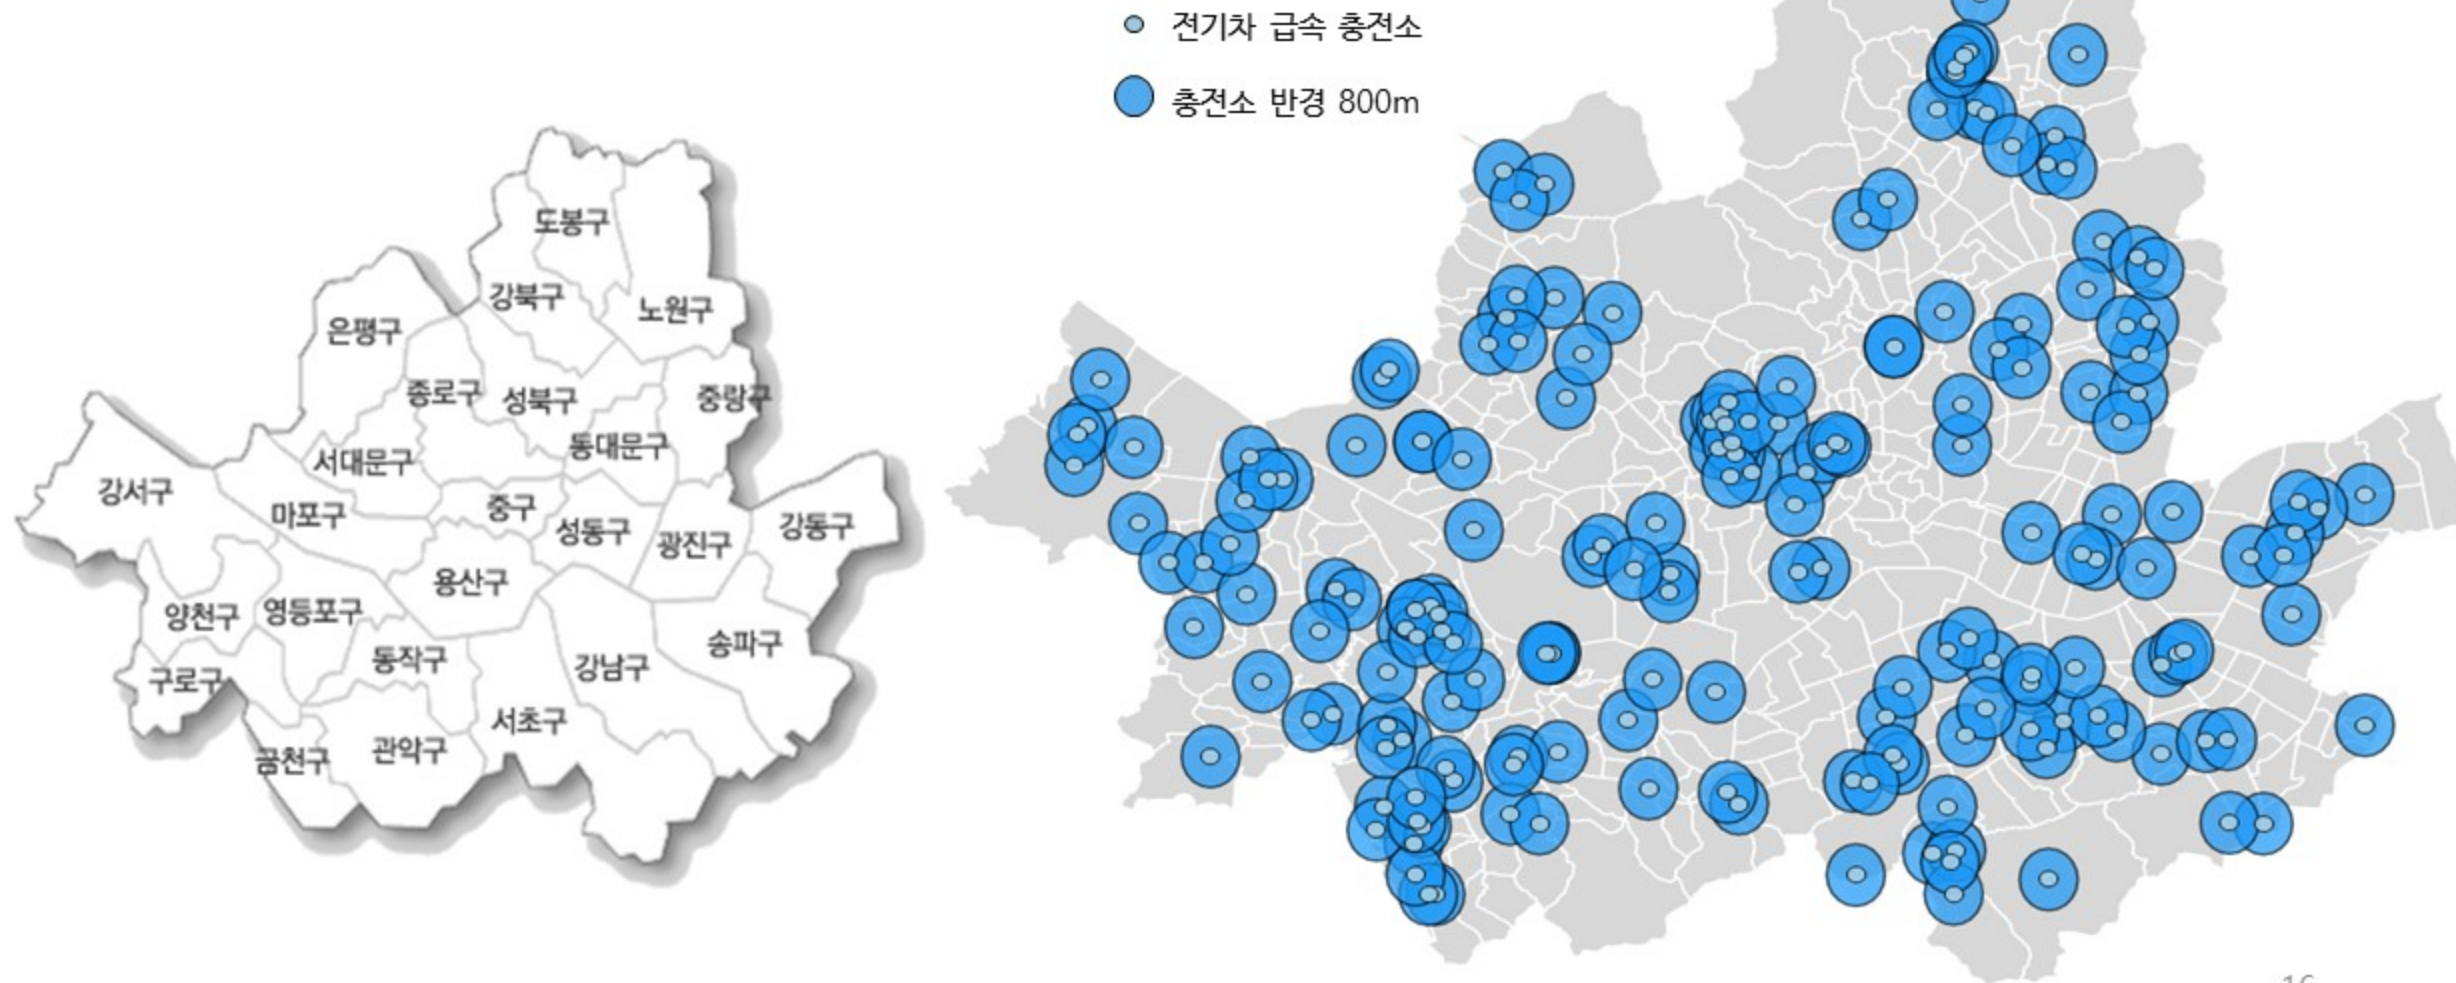 전기차 급속 충전소
충전소 반경 800m
도봉구
강북구
노원구
은평구
종로구
성북구
중랑구
동대문구
서대문구
강서구
마포구
중구
성동구
광진구
강동구
용산구
양천구
영등포구
동작구
강남구
송파구
구로구
서초구
금천구
관악구